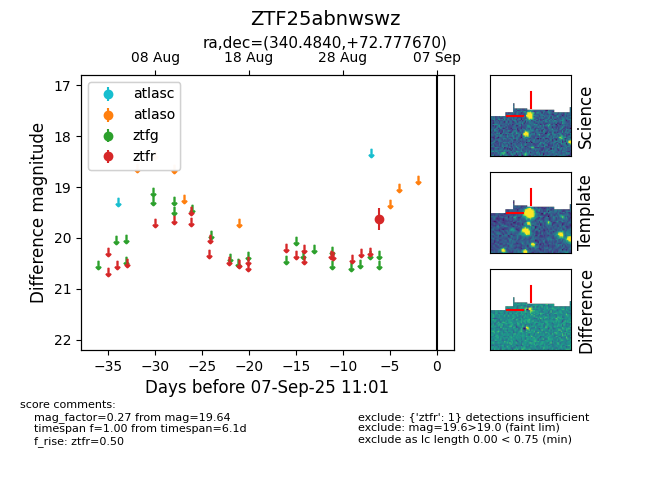 ZTF25abnwswz
ra,dec=(340.4840,+72.777670)
08 Aug 18 Aug 28 Aug 07 Sep
17
18
19
20
21
22
Difference magnitude
atlasc
atlaso
ztfg
ztfr
−35 −30 −25 −20 −15 −10 −5 0
Days before 07-Sep-25 11:01
Science
Template
Difference
score comments:
mag_factor=0.27 from mag=19.64
timespan f=1.00 from timespan=6.1d
f_rise: ztfr=0.50
exclude: {'ztfr': 1} detections insufficient
exclude: mag=19.6>19.0 (faint lim)
exclude as lc length 0.00 < 0.75 (min)